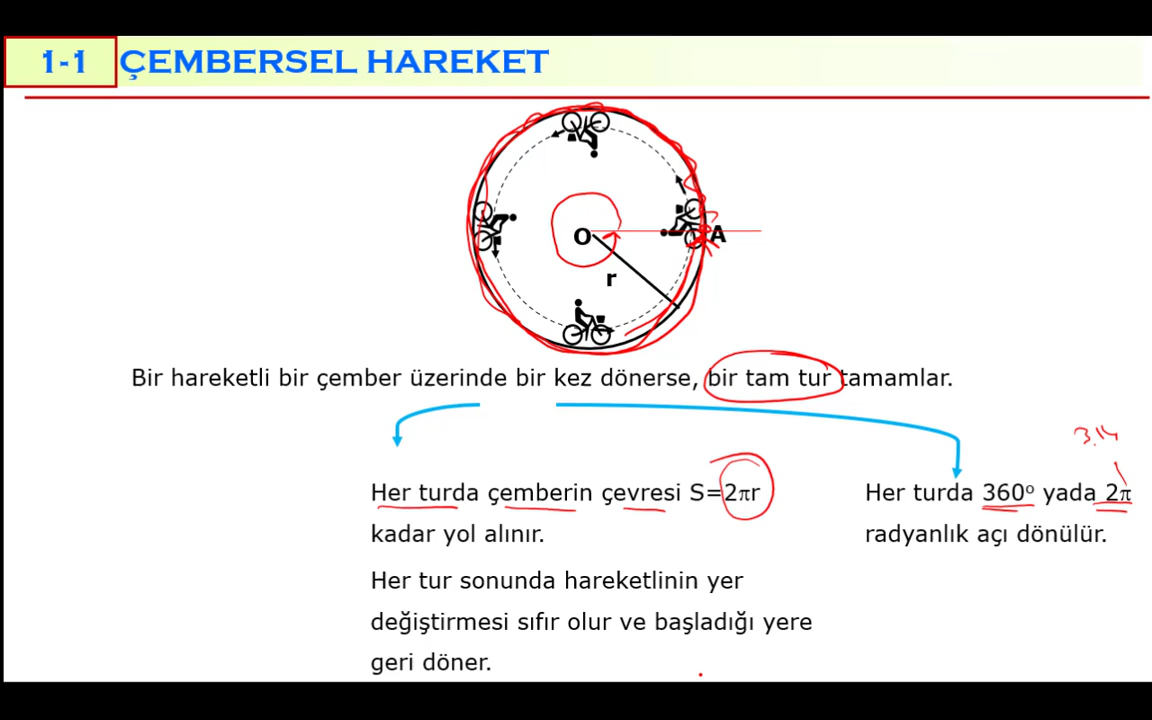 1-1 ÇEMBERSEL HAREKET
O
A
r
Bir hareketli bir çember üzerinde bir kez dönerse, bir tam tur tamamlar.
3.14
Her turda çemberin çevresi S=2πr
kadar yol alınır.
Her tur sonunda hareketlinin yer
değiştirmesi sıfır olur ve başladığı yere
geri döner.
Her turda 360° yada 2π
radyanlık açı dönülür.